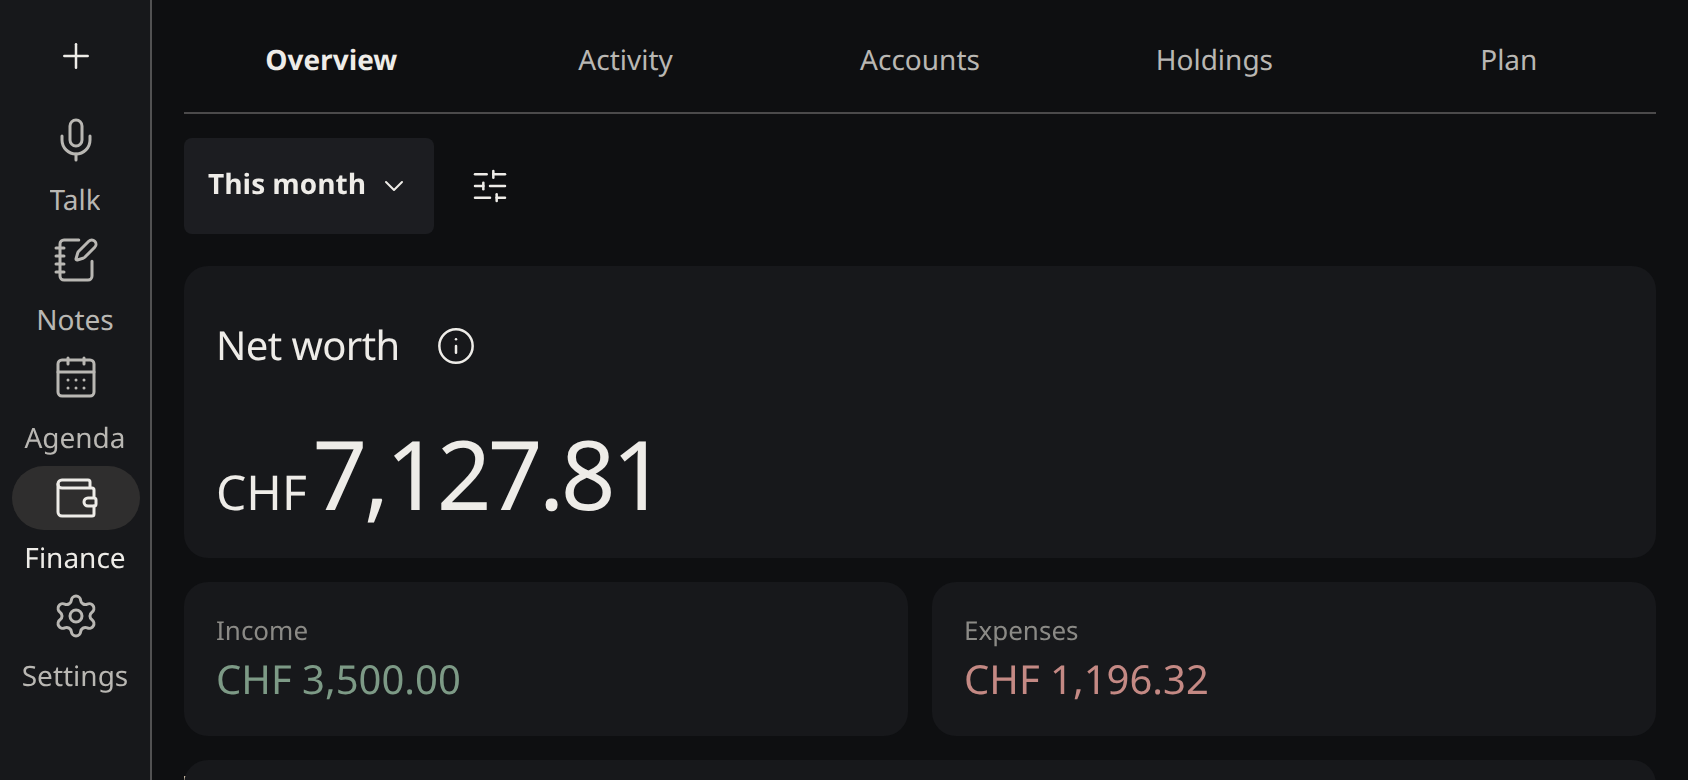 Overview
Activity
Accounts
Holdings
Plan
Talk
Notes
Agenda
Finance
Settings
This month
Net worth
CHF 7,127.81
Income
CHF 3,500.00
Expenses
CHF 1,196.32